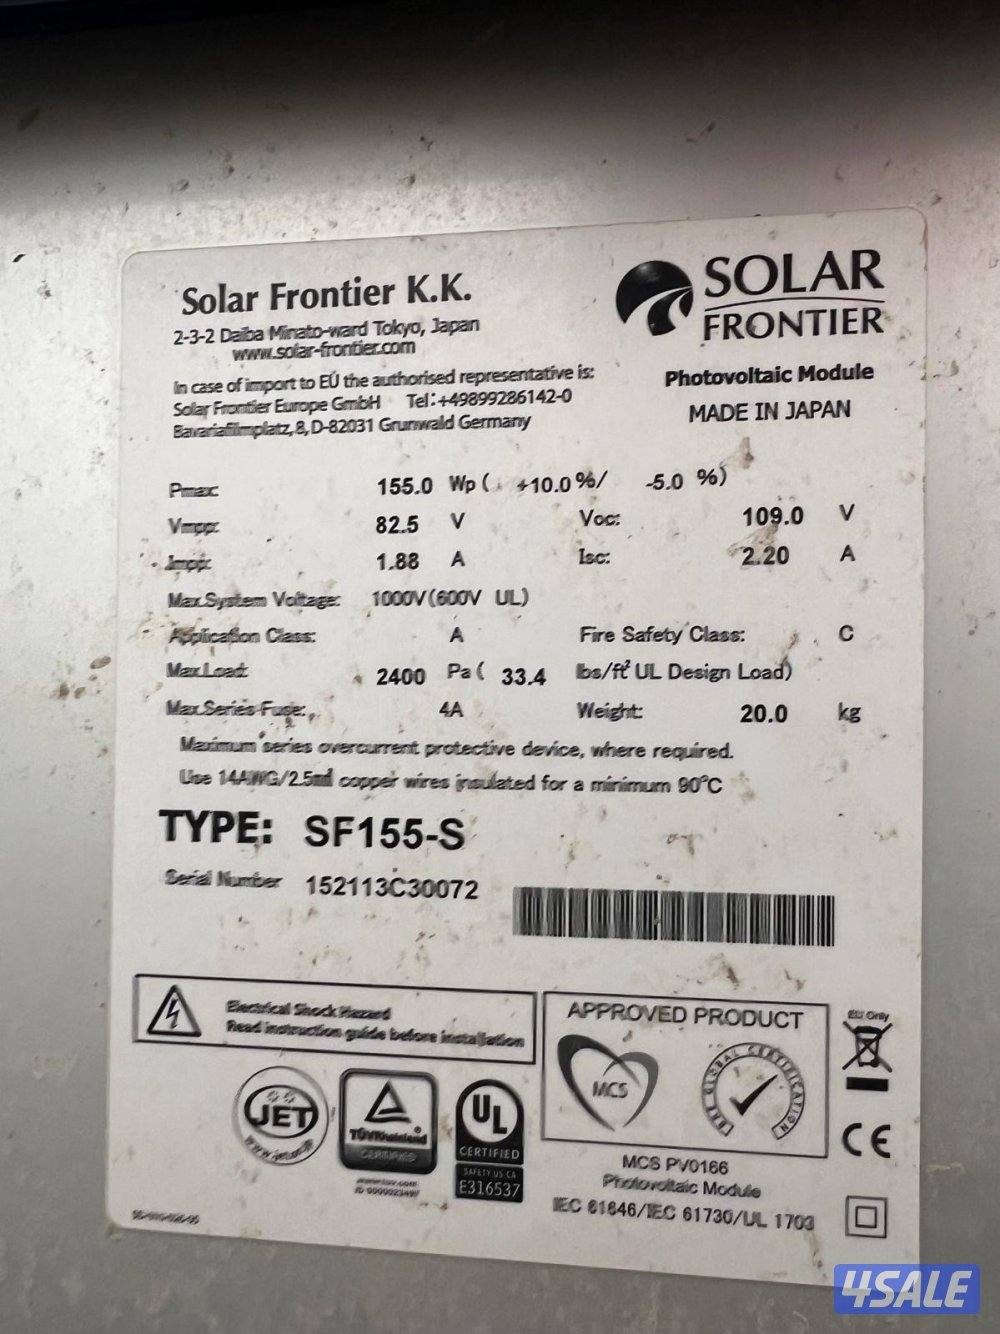 Solar Frontier K.K.
2-3-2 Daiba Minato-ward Tokyo, Japan
www.solar-frontier.com
SOLAR
FRONTIER
In case of import to EU the authorised representative is:
Solar Frontier Europe GmbH Tel:+49899286142-0
Bavariafilmplatz, 8, D-82031 Grunwald Germany
Photovoltaic Module
MADE IN JAPAN
Pmax: 155.0 Wp ( +10.0 %/ -5.0 %)
Vmpp: 82.5 V Voc: 109.0 V
Impp: 1.88 A Isc: 2.20 A
Max.System Voltage: 1000V(600V UL)
Application Class: A Fire Safety Class: C
Max.Load: 2400 Pa ( 33.4 lbs/ft² UL Design Load)
Max.Series Fuse: 4A Weight: 20.0 kg
Maximum series overcurrent protective device, where required.
Use 14AWG/2.5㎟ copper wires insulated for a minimum 90°C
TYPE: SF155-S
Serial Number 152113C30072
Electrical Shock Hazard
Read instruction guide before installation
APPROVED PRODUCT
MCS
BRE GLOBAL CERTIFICATION
EU Only
JET
TÜVRheinland
CERTIFIED
UL
CERTIFIED
SAFETY US CA
E316537
CE
MCS PV0166
Photovoltaic Module
IEC 61646/IEC 61730/UL 1703
4SALE